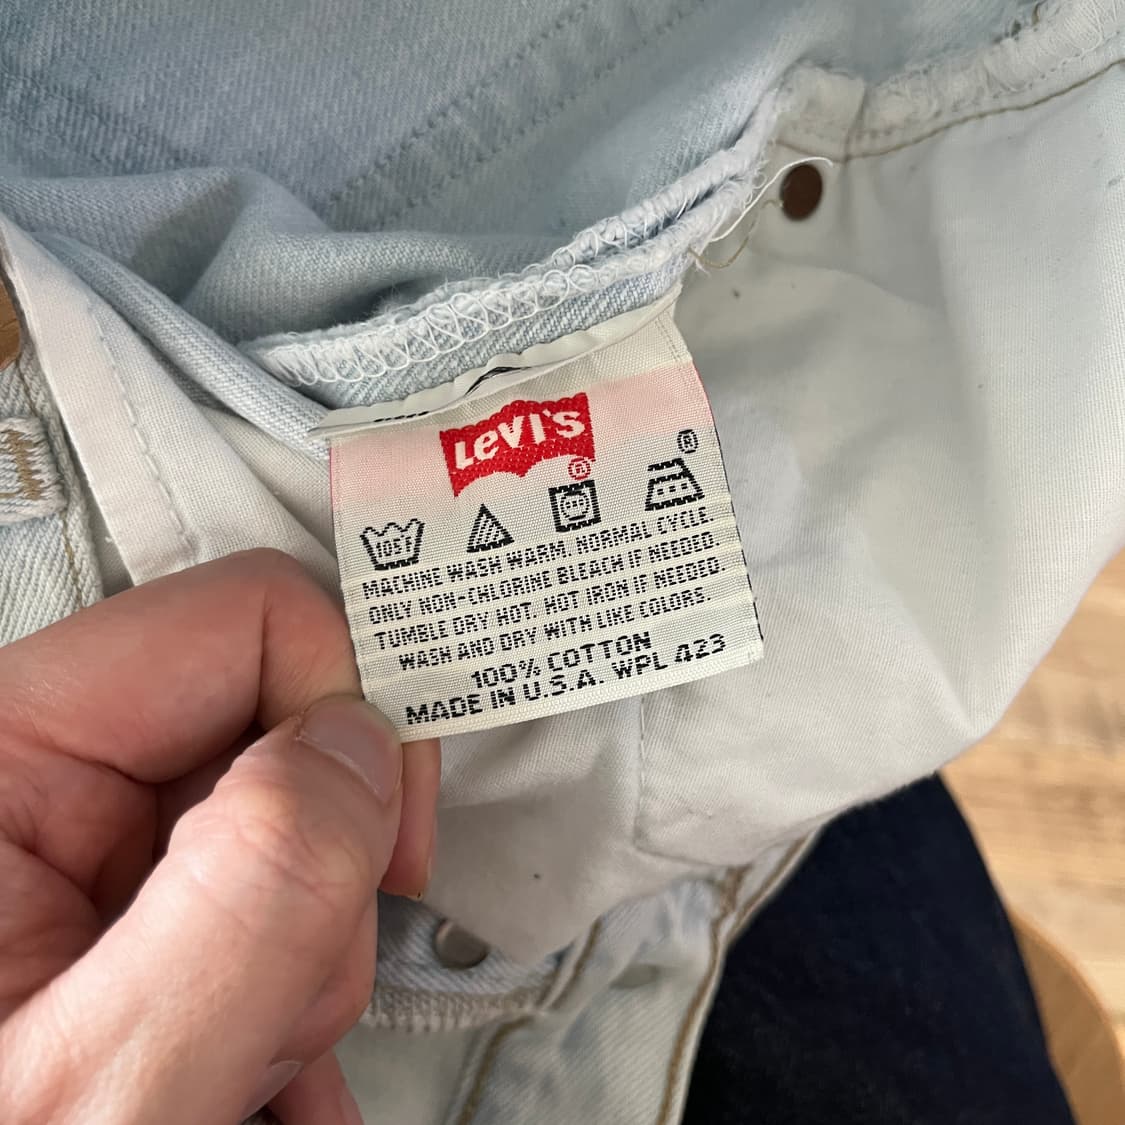 LEVI'S
®
®
105
MACHINE WASH WARM. NORMAL CYCLE.
ONLY NON-CHLORINE BLEACH IF NEEDED.
TUMBLE DRY HOT. HOT IRON IF NEEDED.
WASH AND DRY WITH LIKE COLORS.
100% COTTON
MADE IN U.S.A. WPL 423